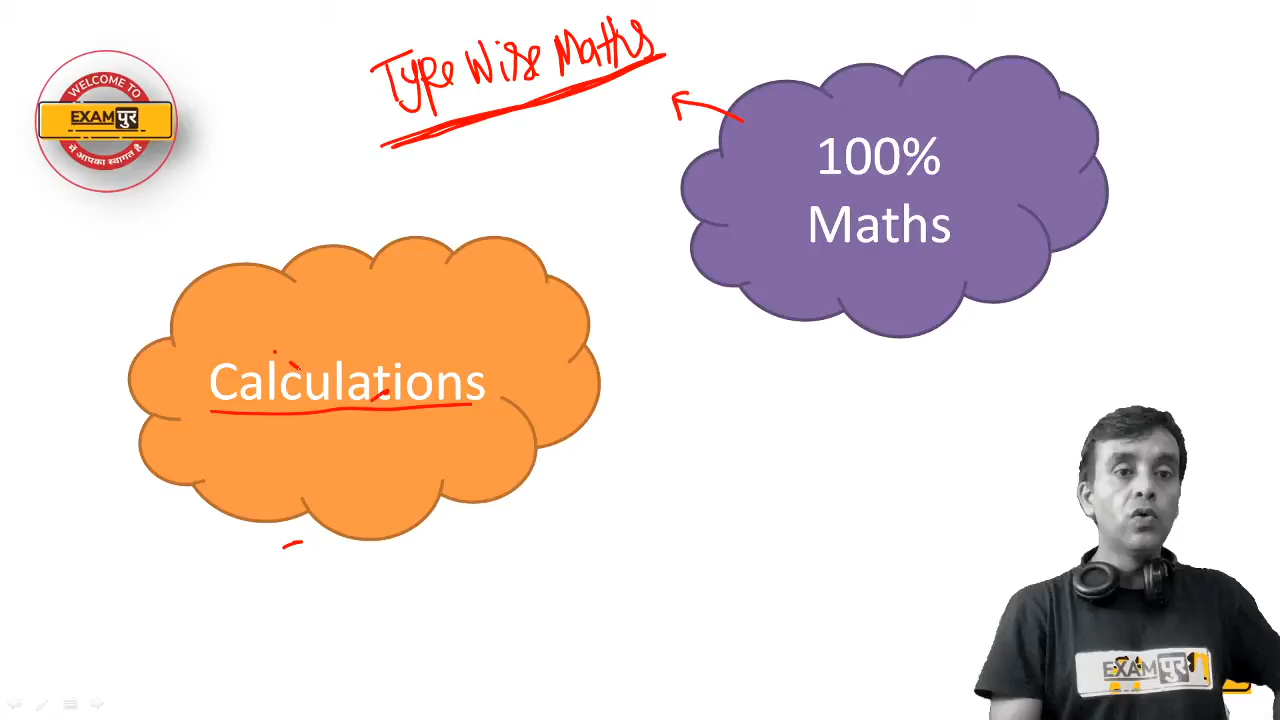 Type Wise Maths
WELCOME TO
EXAMपुर
में आपका स्वागत है
100%
Maths
Calculations
EXAMपुर